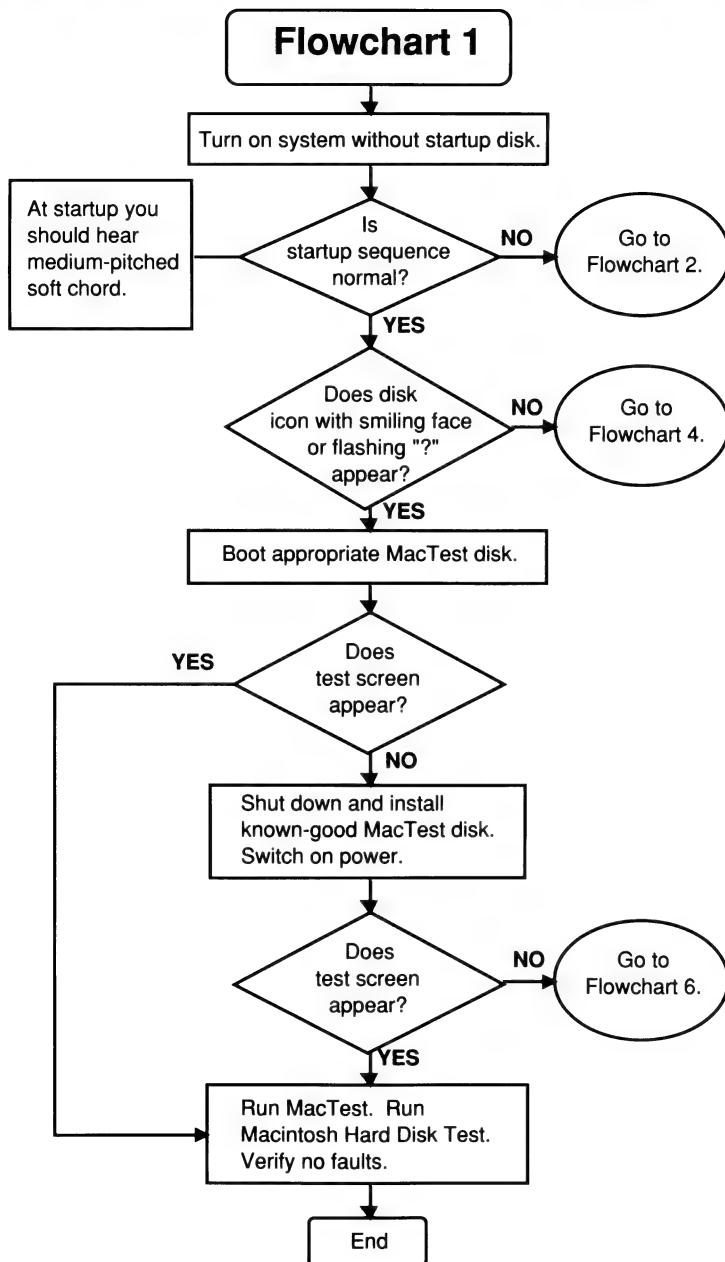 Flowchart 1
Turn on system without startup disk.
At startup you
should hear
medium-pitched
soft chord.
Is
startup sequence
normal?
NO
Go to
Flowchart 2.
YES
Does disk
icon with smiling face
or flashing "?"
appear?
NO
Go to
Flowchart 4.
YES
Boot appropriate MacTest disk.
YES
Does
test screen
appear?
NO
Shut down and install
known-good MacTest disk.
Switch on power.
Does
test screen
appear?
NO
Go to
Flowchart 6.
YES
Run MacTest. Run
Macintosh Hard Disk Test.
Verify no faults.
End